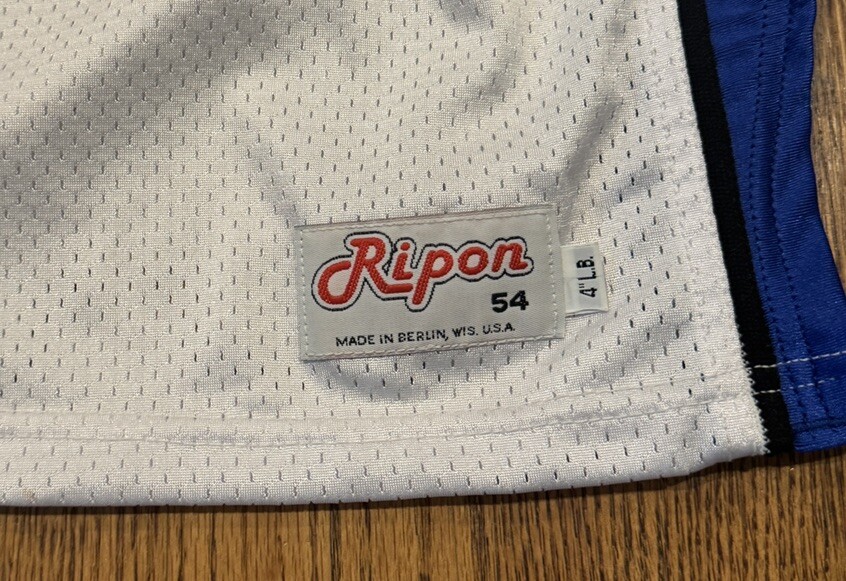 Ripon
54
MADE IN BERLIN, WIS. U.S.A.
4" L.B.